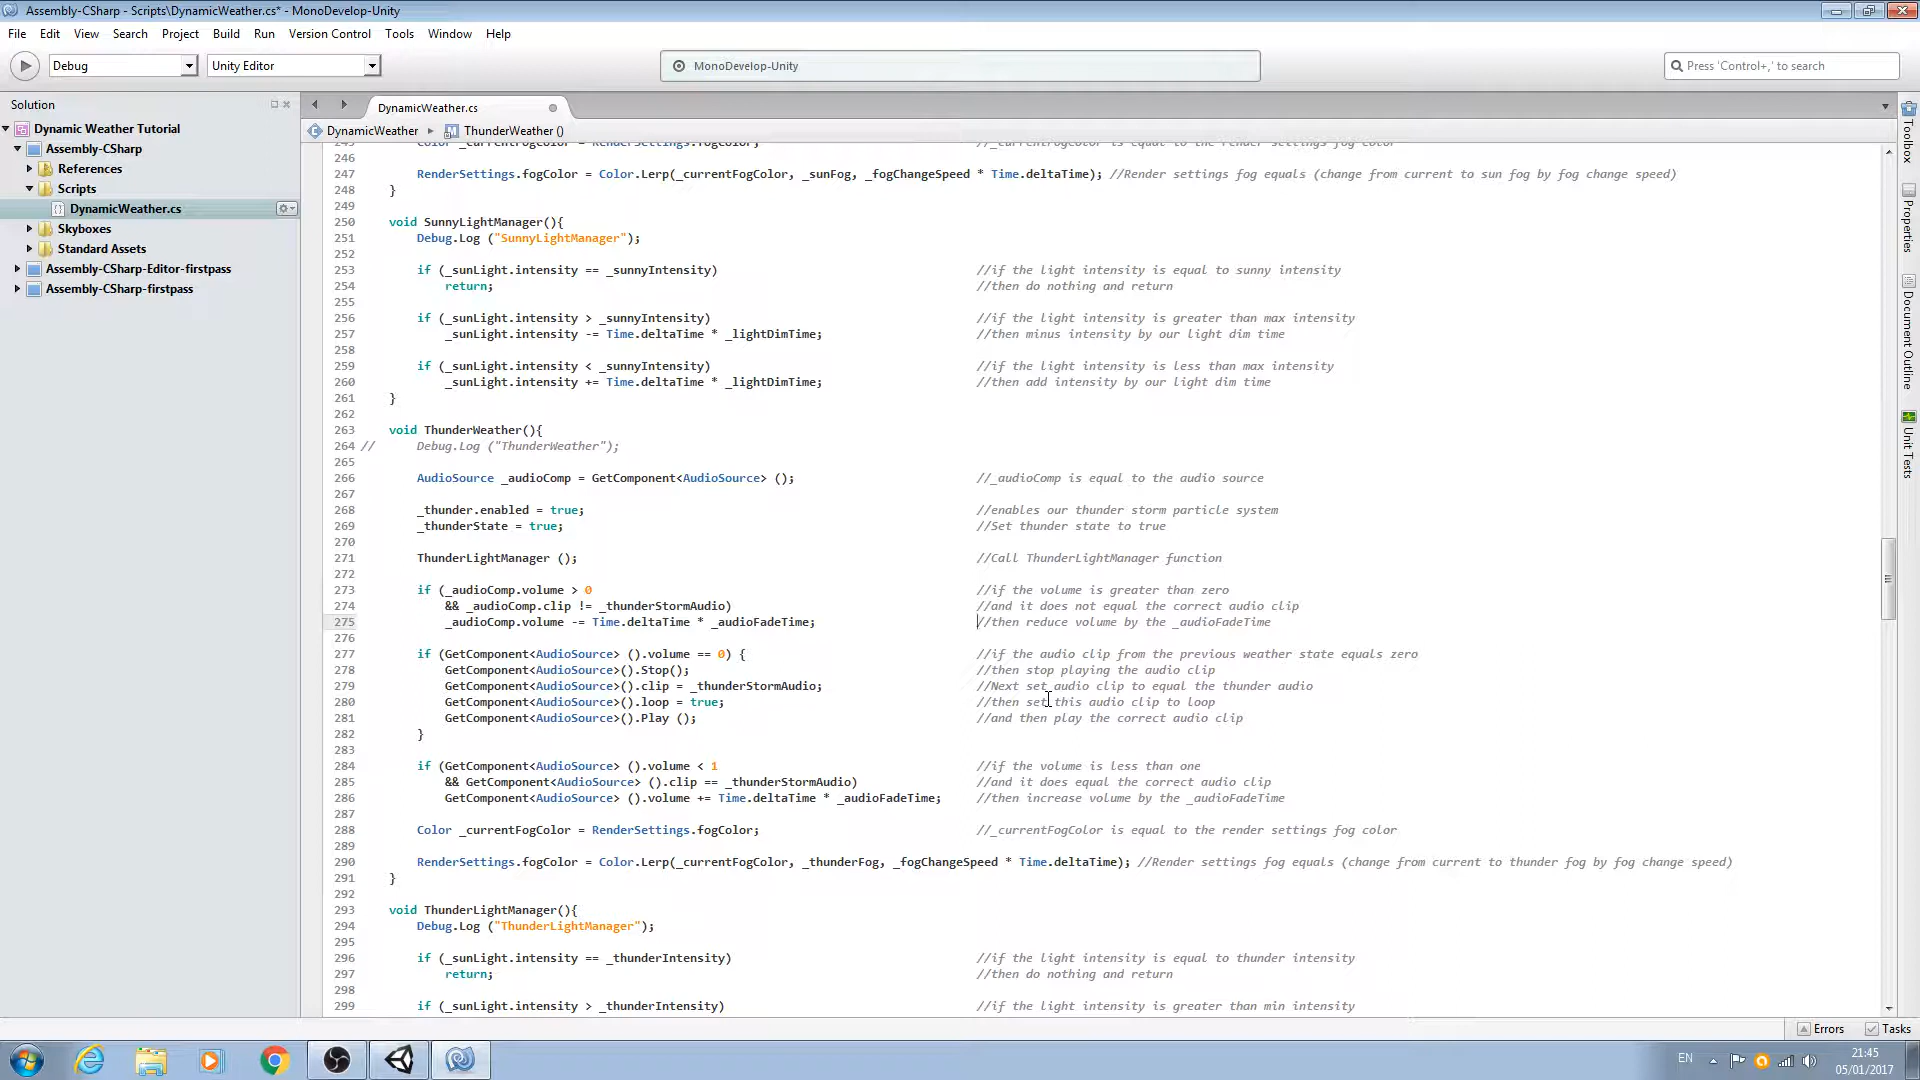 Assembly-CSharp - Scripts\DynamicWeather.cs* - MonoDevelop-Unity
File Edit View Search Project Build Run Version Control Tools Window Help
Debug Unity Editor MonoDevelop-Unity Press 'Control+,' to search
Solution
Dynamic Weather Tutorial
Assembly-CSharp
References
Scripts
DynamicWeather.cs
Skyboxes
Standard Assets
Assembly-CSharp-Editor-firstpass
Assembly-CSharp-firstpass
DynamicWeather.cs
DynamicWeather ThunderWeather ()
245 Color _currentFogColor = RenderSettings.fogColor; //_currentFogColor is equal to the render settings fog color
246
247 RenderSettings.fogColor = Color.Lerp(_currentFogColor, _sunFog, _fogChangeSpeed * Time.deltaTime); //Render settings fog equals (change from current to sun fog by fog change speed)
248 }
249
250 void SunnyLightManager(){
251 Debug.Log ("SunnyLightManager");
252
253 if (_sunLight.intensity == _sunnyIntensity) //if the light intensity is equal to sunny intensity
254 return; //then do nothing and return
255
256 if (_sunLight.intensity > _sunnyIntensity) //if the light intensity is greater than max intensity
257 _sunLight.intensity -= Time.deltaTime * _lightDimTime; //then minus intensity by our light dim time
258
259 if (_sunLight.intensity < _sunnyIntensity) //if the light intensity is less than max intensity
260 _sunLight.intensity += Time.deltaTime * _lightDimTime; //then add intensity by our light dim time
261 }
262
263 void ThunderWeather(){
264 // Debug.Log ("ThunderWeather");
265
266 AudioSource _audioComp = GetComponent<AudioSource> (); //_audioComp is equal to the audio source
267
268 _thunder.enabled = true; //enables our thunder storm particle system
269 _thunderState = true; //Set thunder state to true
270
271 ThunderLightManager (); //Call ThunderLightManager function
272
273 if (_audioComp.volume > 0 //if the volume is greater than zero
274 && _audioComp.clip != _thunderStormAudio) //and it does not equal the correct audio clip
275 _audioComp.volume -= Time.deltaTime * _audioFadeTime; //then reduce volume by the _audioFadeTime
276
277 if (GetComponent<AudioSource> ().volume == 0) { //if the audio clip from the previous weather state equals zero
278 GetComponent<AudioSource>().Stop(); //then stop playing the audio clip
279 GetComponent<AudioSource>().clip = _thunderStormAudio; //Next set audio clip to equal the thunder audio
280 GetComponent<AudioSource>().loop = true; //then set this audio clip to loop
281 GetComponent<AudioSource>().Play (); //and then play the correct audio clip
282 }
283
284 if (GetComponent<AudioSource> ().volume < 1 //if the volume is less than one
285 && GetComponent<AudioSource> ().clip == _thunderStormAudio) //and it does equal the correct audio clip
286 GetComponent<AudioSource> ().volume += Time.deltaTime * _audioFadeTime; //then increase volume by the _audioFadeTime
287
288 Color _currentFogColor = RenderSettings.fogColor; //_currentFogColor is equal to the render settings fog color
289
290 RenderSettings.fogColor = Color.Lerp(_currentFogColor, _thunderFog, _fogChangeSpeed * Time.deltaTime); //Render settings fog equals (change from current to thunder fog by fog change speed)
291 }
292
293 void ThunderLightManager(){
294 Debug.Log ("ThunderLightManager");
295
296 if (_sunLight.intensity == _thunderIntensity) //if the light intensity is equal to thunder intensity
297 return; //then do nothing and return
298
299 if (_sunLight.intensity > _thunderIntensity) //if the light intensity is greater than min intensity
Toolbox
Properties
Document Outline
Unit Tests
Errors Tasks
EN 21:45
05/01/2017